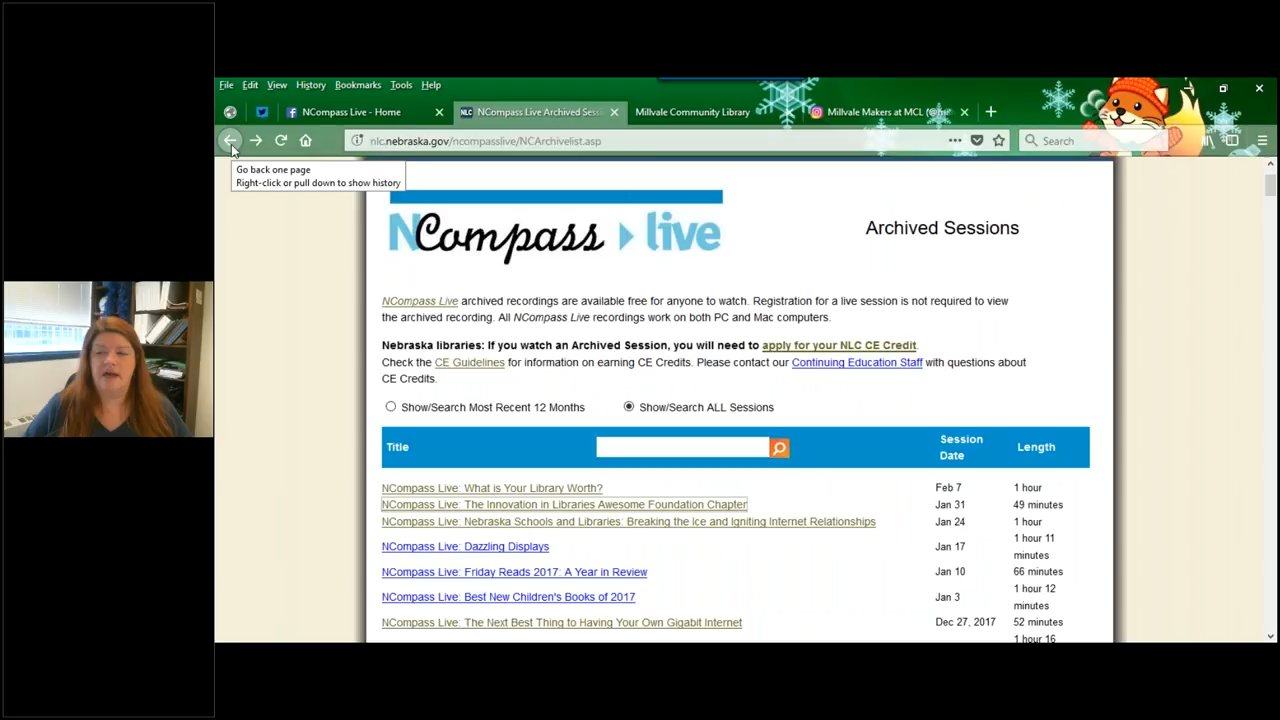 File Edit View History Bookmarks Tools Help
NCompass Live - Home
NCompass Live Archived Sess
Millvale Community Library
Millvale Makers at MCL (@m
nlc.nebraska.gov/ncompasslive/NCArchivelist.asp
Search
Go back one page
Right-click or pull down to show history
NCompass live
Archived Sessions
NCompass Live archived recordings are available free for anyone to watch. Registration for a live session is not required to view
the archived recording. All NCompass Live recordings work on both PC and Mac computers.
Nebraska libraries: If you watch an Archived Session, you will need to apply for your NLC CE Credit.
Check the CE Guidelines for information on earning CE Credits. Please contact our Continuing Education Staff with questions about
CE Credits.
Show/Search Most Recent 12 Months Show/Search ALL Sessions
Title Session Date Length
NCompass Live: What is Your Library Worth? Feb 7 1 hour
NCompass Live: The Innovation in Libraries Awesome Foundation Chapter Jan 31 49 minutes
NCompass Live: Nebraska Schools and Libraries: Breaking the Ice and Igniting Internet Relationships Jan 24 1 hour
NCompass Live: Dazzling Displays Jan 17 1 hour 11 minutes
NCompass Live: Friday Reads 2017: A Year in Review Jan 10 66 minutes
NCompass Live: Best New Children's Books of 2017 Jan 3 1 hour 12 minutes
NCompass Live: The Next Best Thing to Having Your Own Gigabit Internet Dec 27, 2017 52 minutes
1 hour 16